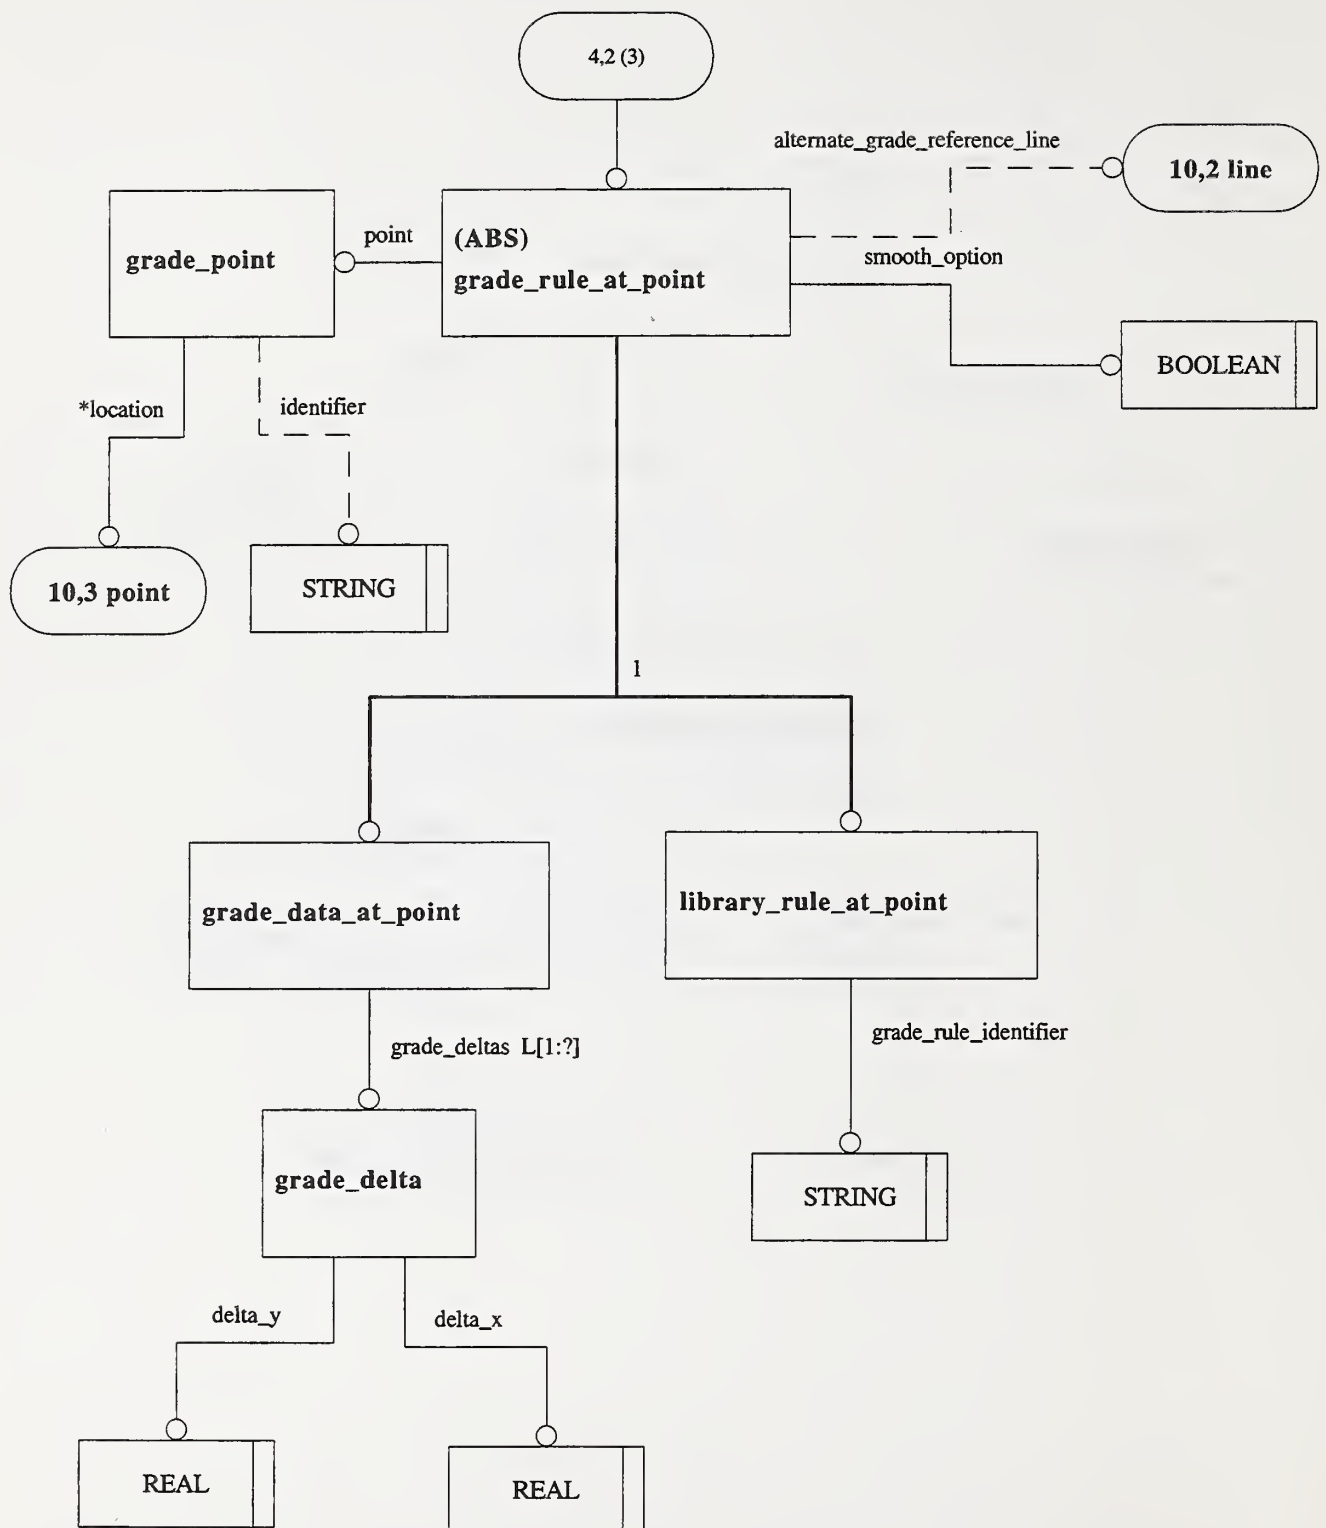 4,2 (3)
alternate_grade_reference_line
10,2 line
grade_point
point
(ABS)
grade_rule_at_point
smooth_option
BOOLEAN
*location
identifier
10,3 point
STRING
1
grade_data_at_point
library_rule_at_point
grade_deltas L[1:?]
grade_rule_identifier
grade_delta
STRING
delta_y
delta_x
REAL
REAL